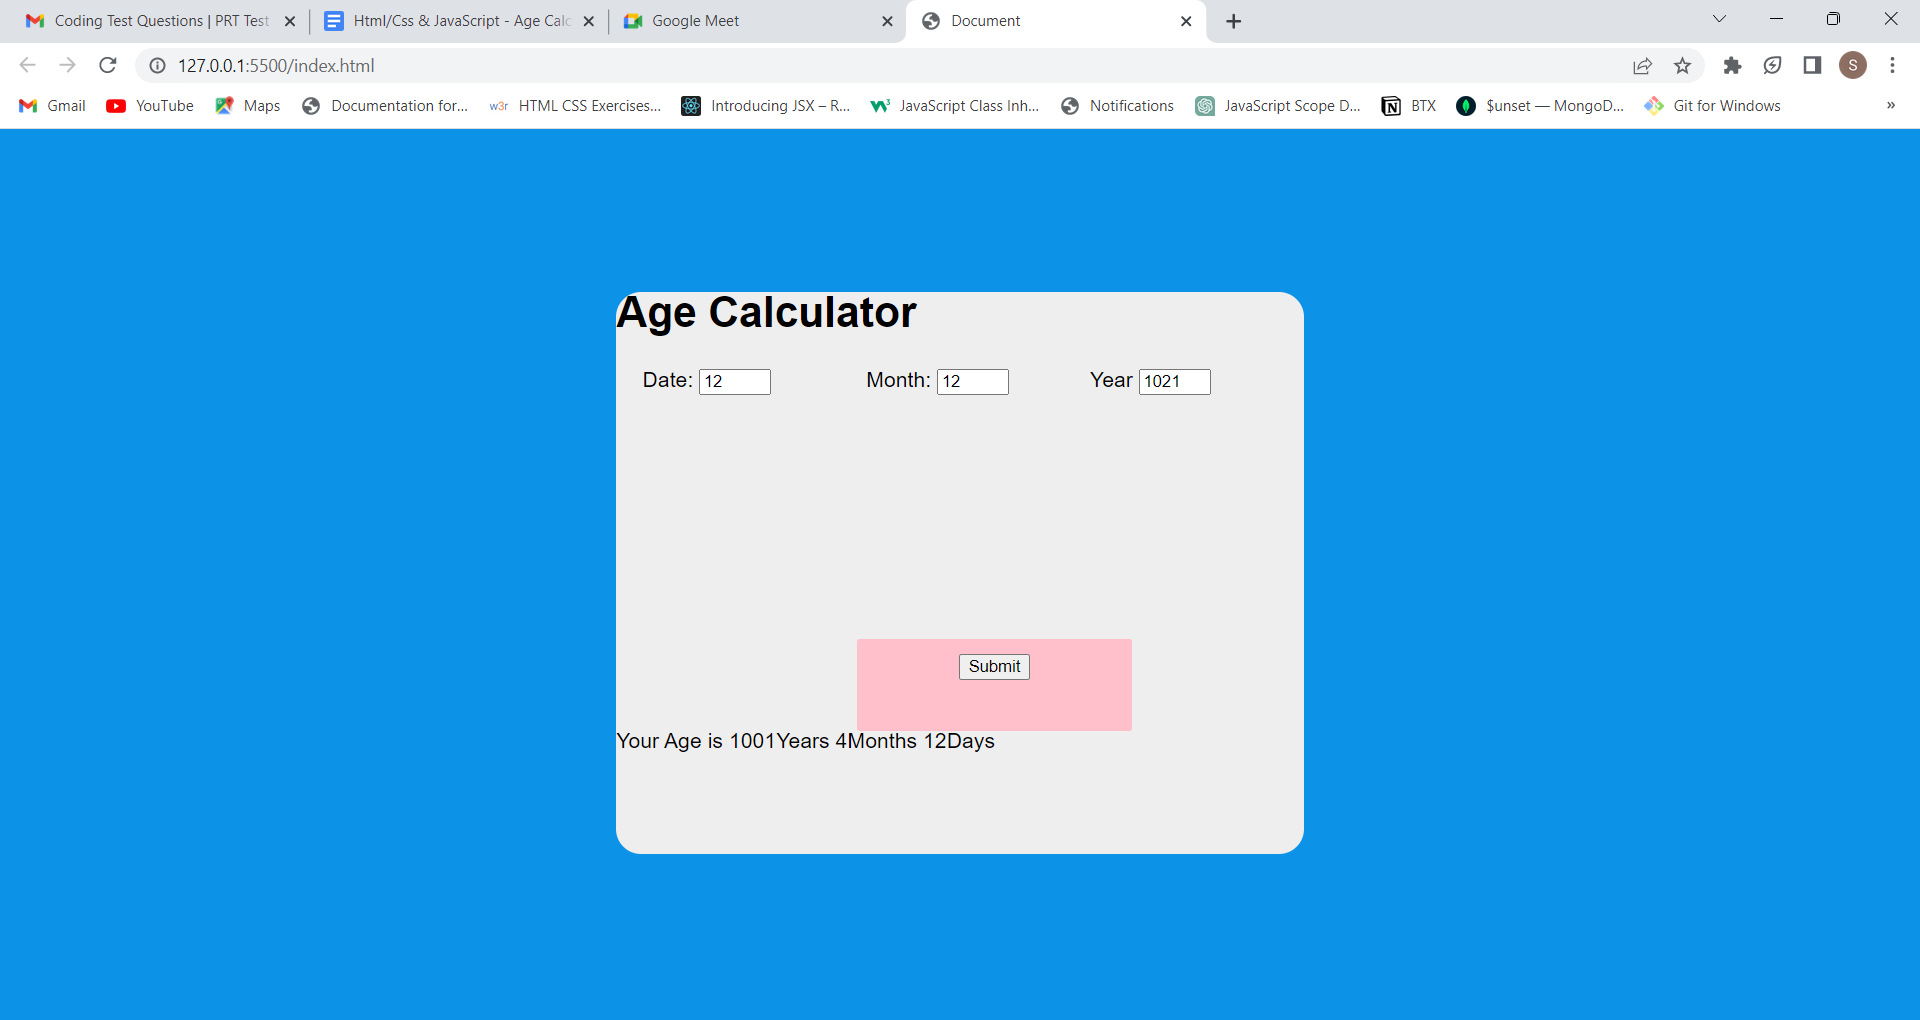 Coding Test Questions | PRT Test Html/Css & JavaScript - Age Calc Google Meet Document
127.0.0.1:5500/index.html S
Gmail YouTube Maps Documentation for... w3r HTML CSS Exercises... Introducing JSX – R... JavaScript Class Inh... Notifications JavaScript Scope D... BTX $unset — MongoD... Git for Windows »
Age Calculator
Date: 12 Month: 12 Year 1021
Submit
Your Age is 1001Years 4Months 12Days